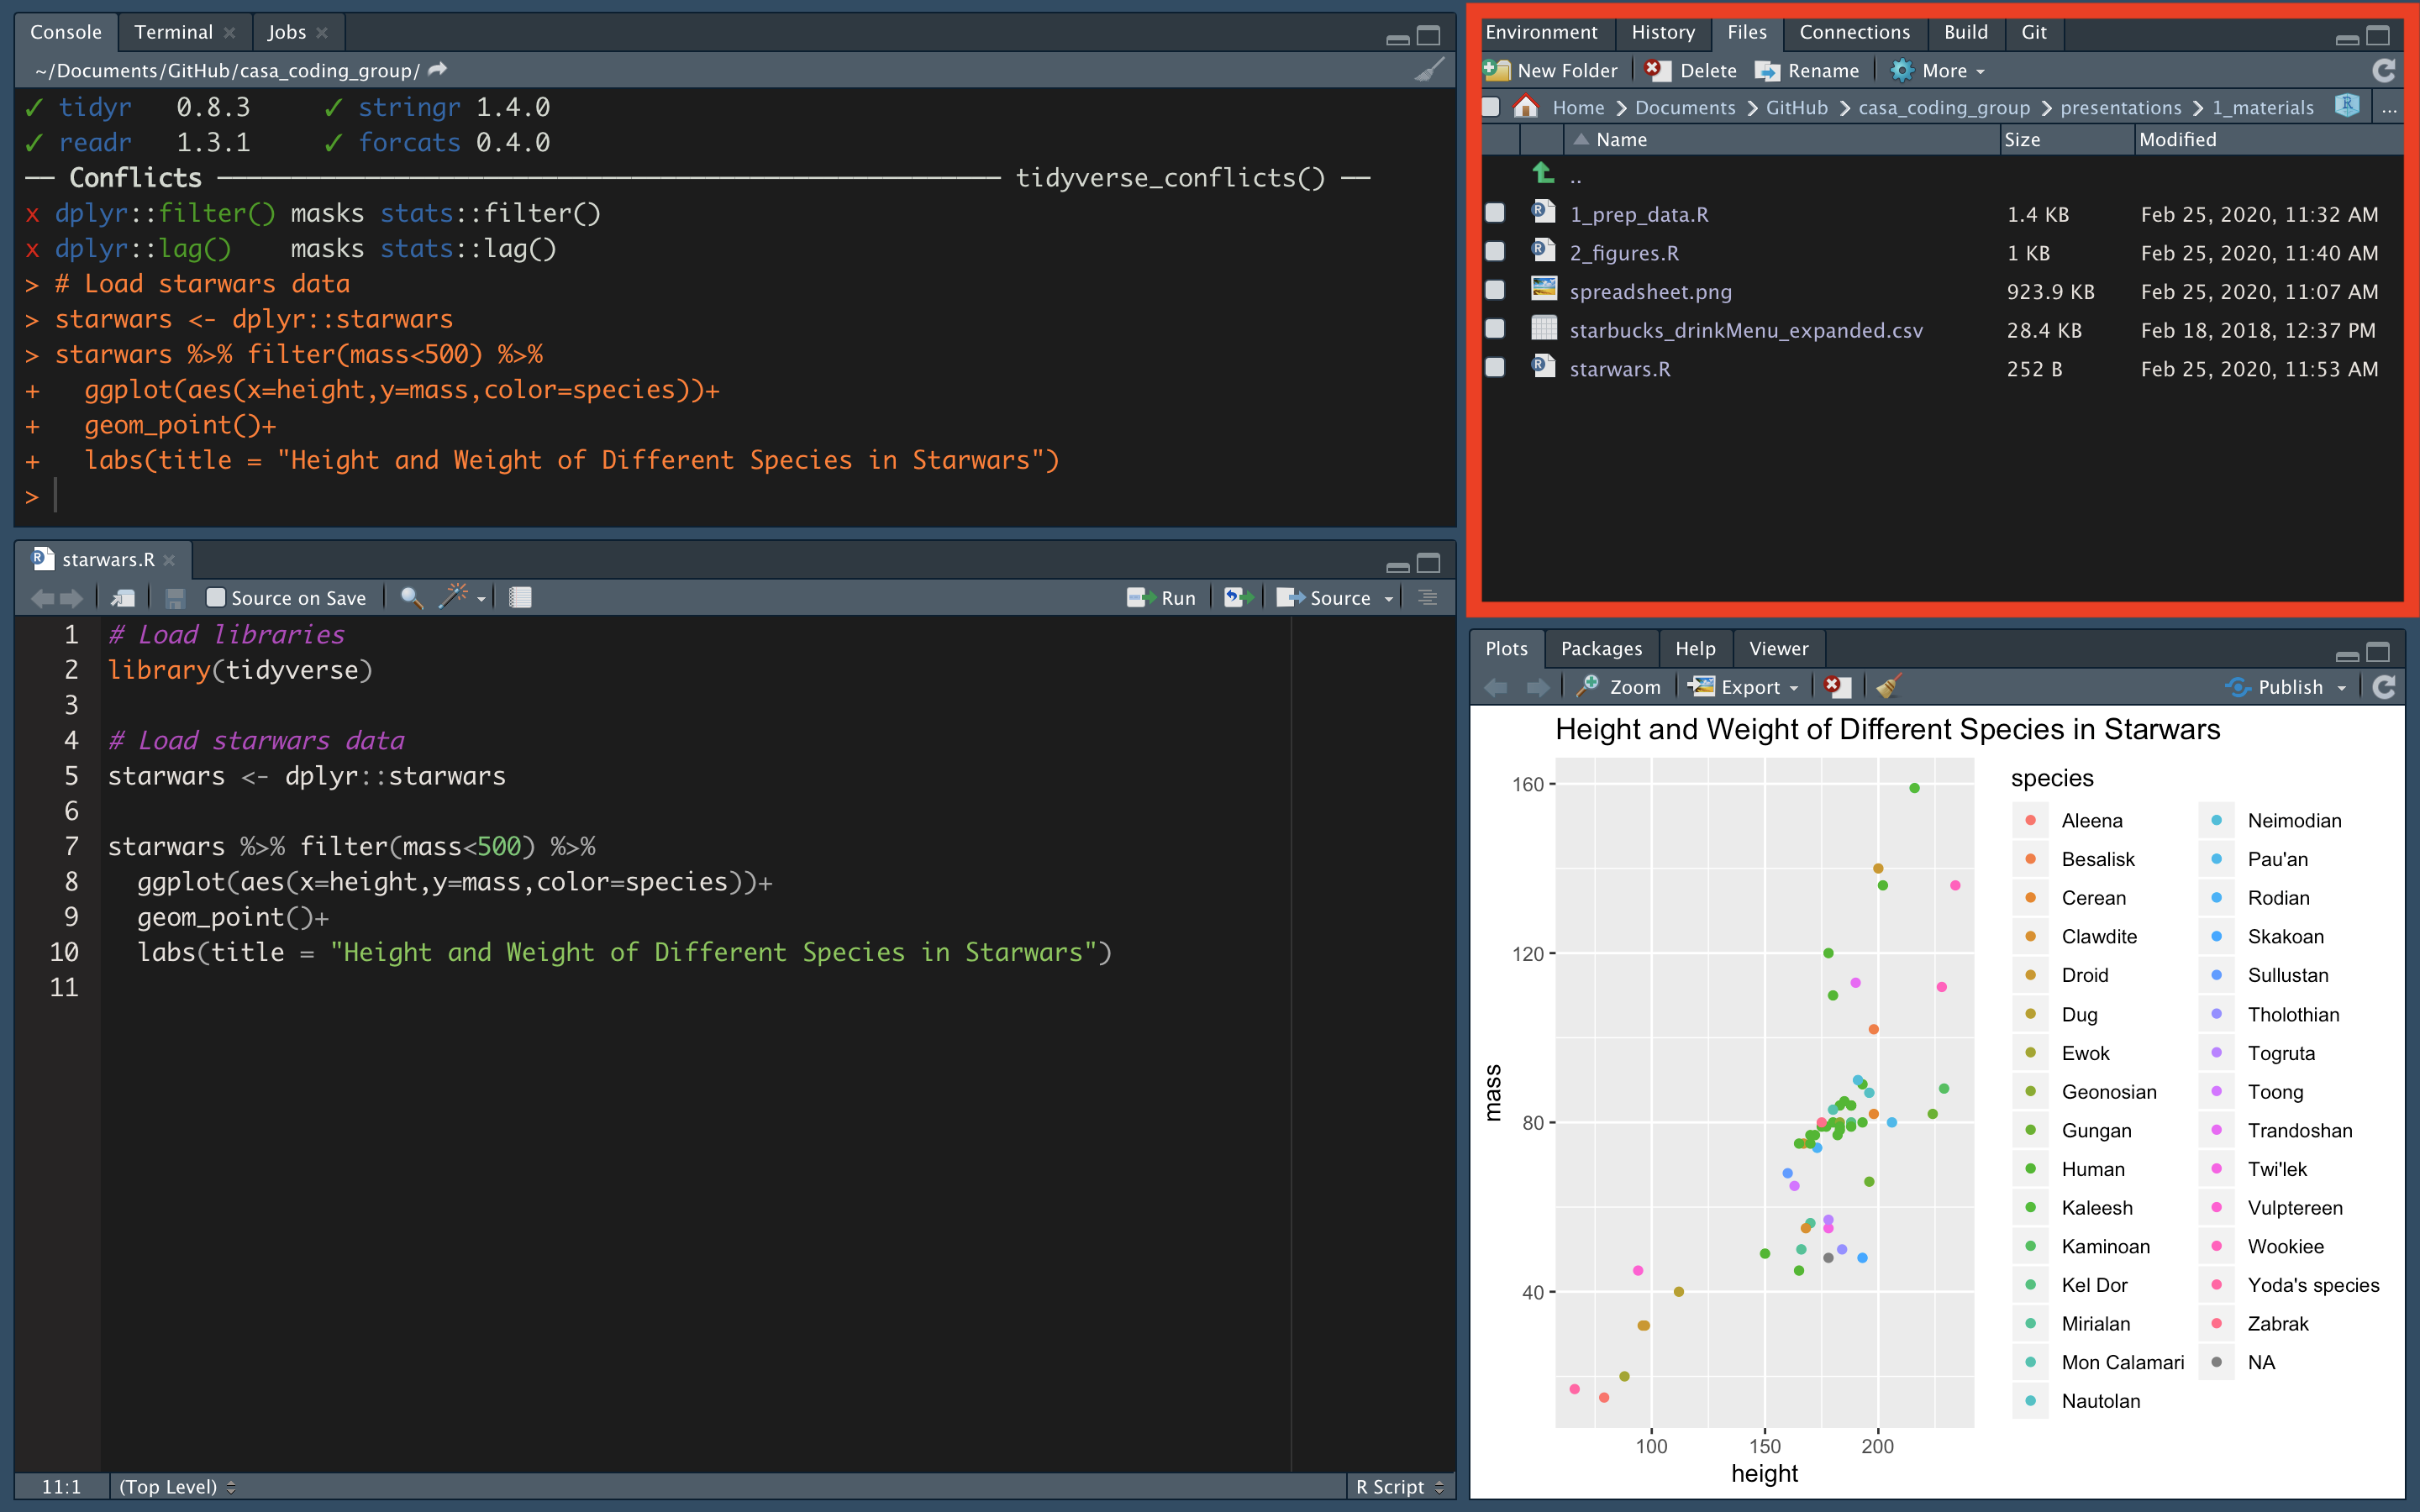 Console Terminal Jobs
~/Documents/GitHub/casa_coding_group/
✓ tidyr 0.8.3 ✓ stringr 1.4.0
✓ readr 1.3.1 ✓ forcats 0.4.0
── Conflicts ───────────────────────────── tidyverse_conflicts() ──
x dplyr::filter() masks stats::filter()
x dplyr::lag() masks stats::lag()
> # Load starwars data
> starwars <- dplyr::starwars
> starwars %>% filter(mass<500) %>%
+ ggplot(aes(x=height,y=mass,color=species))+
+ geom_point()+
+ labs(title = "Height and Weight of Different Species in Starwars")
>
starwars.R
Source on Save Run Source
1 # Load libraries
2 library(tidyverse)
3
4 # Load starwars data
5 starwars <- dplyr::starwars
6
7 starwars %>% filter(mass<500) %>%
8 ggplot(aes(x=height,y=mass,color=species))+
9 geom_point()+
10 labs(title = "Height and Weight of Different Species in Starwars")
11
11:1 (Top Level) R Script
Environment History Files Connections Build Git
New Folder Delete Rename More
Home Documents GitHub casa_coding_group presentations 1_materials ...
Name Size Modified
..
1_prep_data.R 1.4 KB Feb 25, 2020, 11:32 AM
2_figures.R 1 KB Feb 25, 2020, 11:40 AM
spreadsheet.png 923.9 KB Feb 25, 2020, 11:07 AM
starbucks_drinkMenu_expanded.csv 28.4 KB Feb 18, 2018, 12:37 PM
starwars.R 252 B Feb 25, 2020, 11:53 AM
Plots Packages Help Viewer
Zoom Export Publish
Height and Weight of Different Species in Starwars
160
120
80
40
mass
100 150 200
height
species
Aleena
Besalisk
Cerean
Clawdite
Droid
Dug
Ewok
Geonosian
Gungan
Human
Kaleesh
Kaminoan
Kel Dor
Mirialan
Mon Calamari
Nautolan
Neimodian
Pau'an
Rodian
Skakoan
Sullustan
Tholothian
Togruta
Toong
Trandoshan
Twi'lek
Vulptereen
Wookiee
Yoda's species
Zabrak
NA